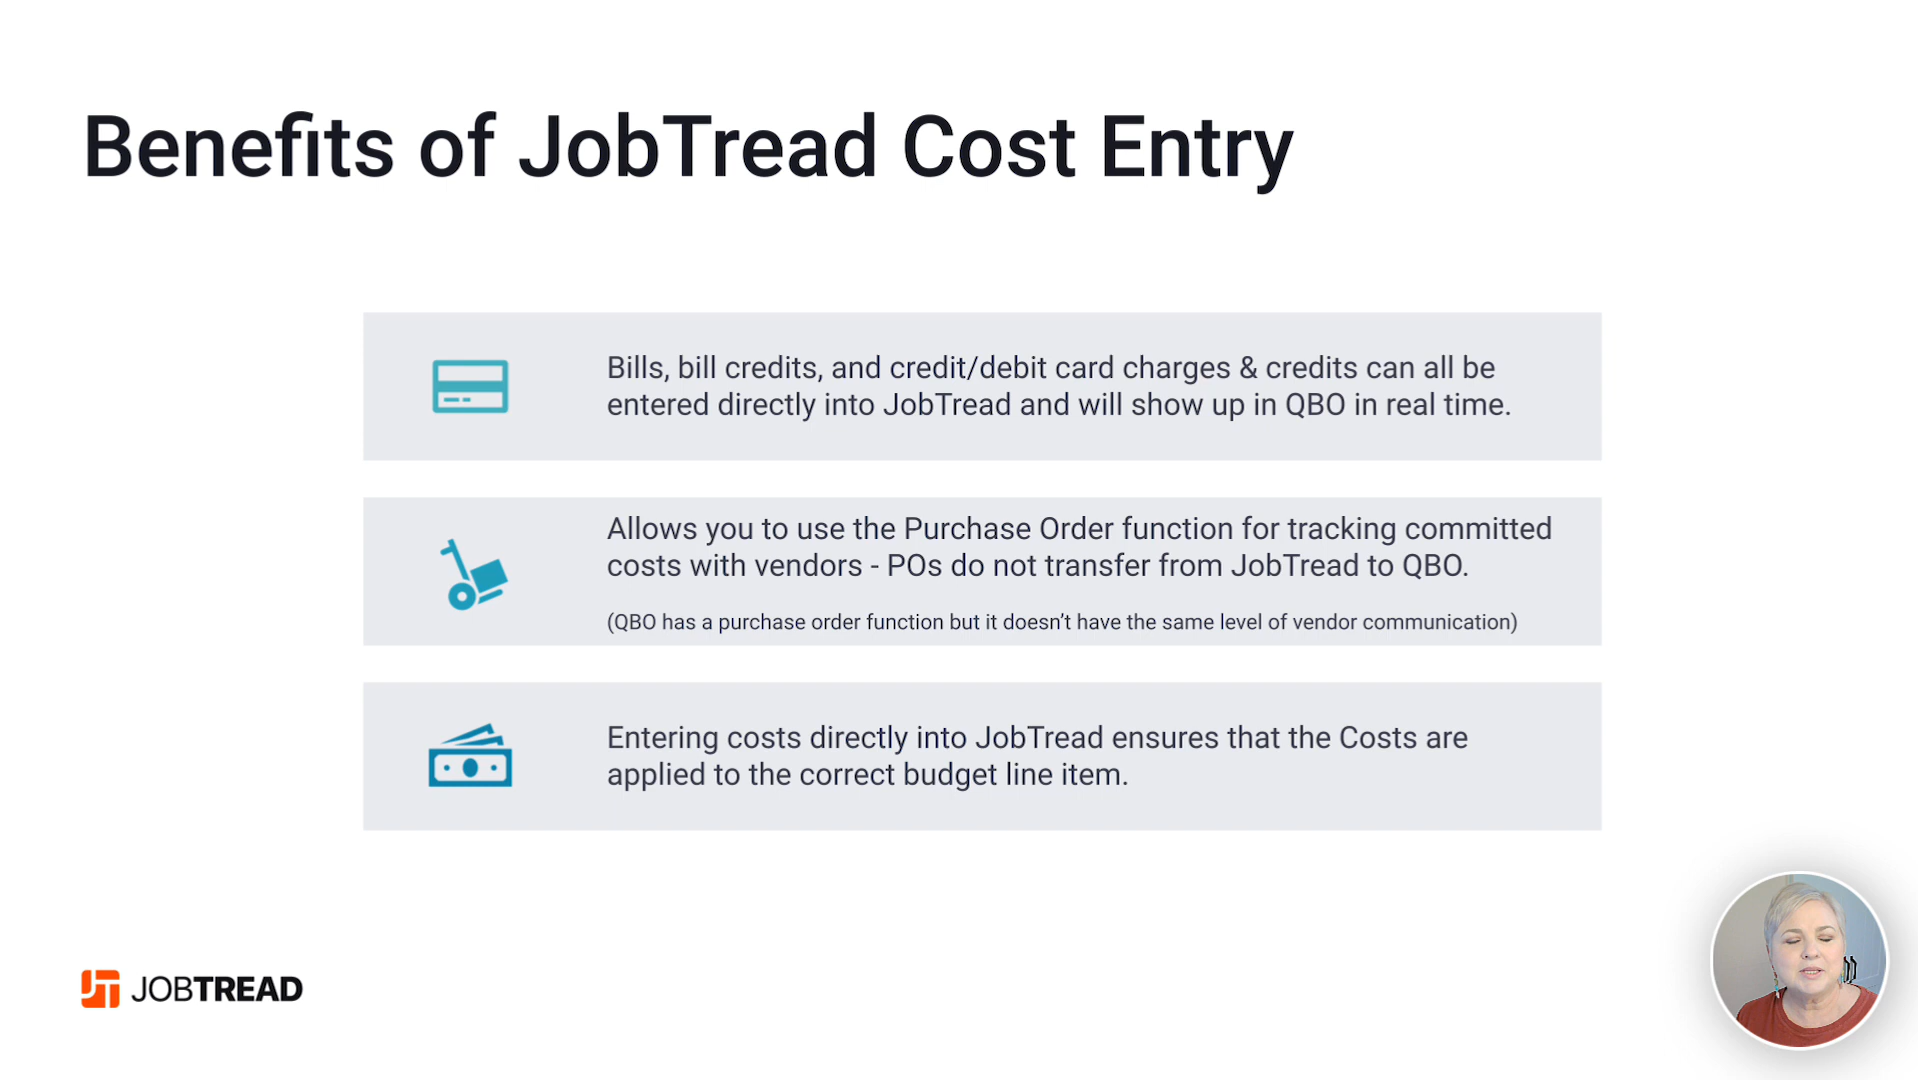 Benefits of JobTread Cost Entry
Bills, bill credits, and credit/debit card charges & credits can all be
entered directly into JobTread and will show up in QBO in real time.
Allows you to use the Purchase Order function for tracking committed
costs with vendors - POs do not transfer from JobTread to QBO.
(QBO has a purchase order function but it doesn’t have the same level of vendor communication)
Entering costs directly into JobTread ensures that the Costs are
applied to the correct budget line item.
JOBTREAD